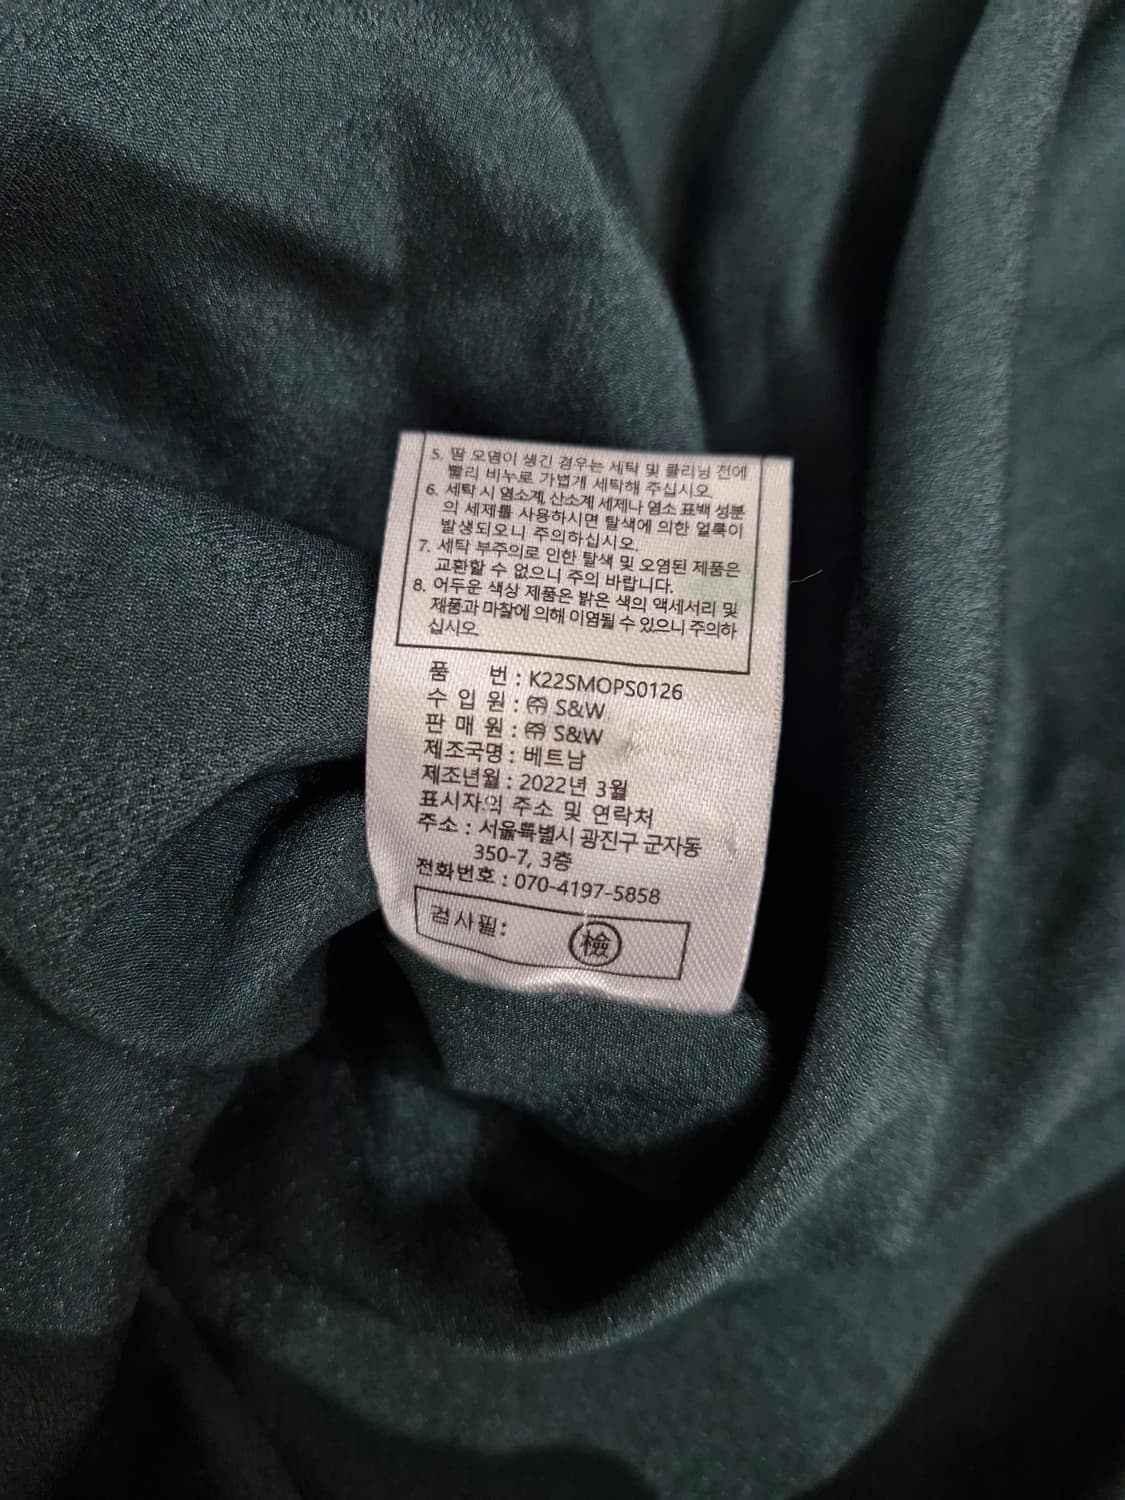 5. 땀 오염이 생긴 경우는 세탁 및 클리닝 전에
빨리 비누로 가볍게 세탁해 주십시오.
6. 세탁 시 염소계, 산소계 세제나 염소 표백 성분
의 세제를 사용하시면 탈색에 의한 얼룩이
발생되오니 주의하십시오.
7. 세탁 부주의로 인한 탈색 및 오염된 제품은
교환할 수 없으니 주의 바랍니다.
8. 어두운 색상 제품은 밝은 색의 액세서리 및
제품과 마찰에 의해 이염될 수 있으니 주의하
십시오.
품 번 : K22SMOPS0126
수 입 원 : ㈜ S&W
판 매 원 : ㈜ S&W
제조국명 : 베트남
제조년월 : 2022년 3월
표시자의 주소 및 연락처
주소 : 서울특별시 광진구 군자동
350-7, 3층
전화번호 : 070-4197-5858
검사필: 檢